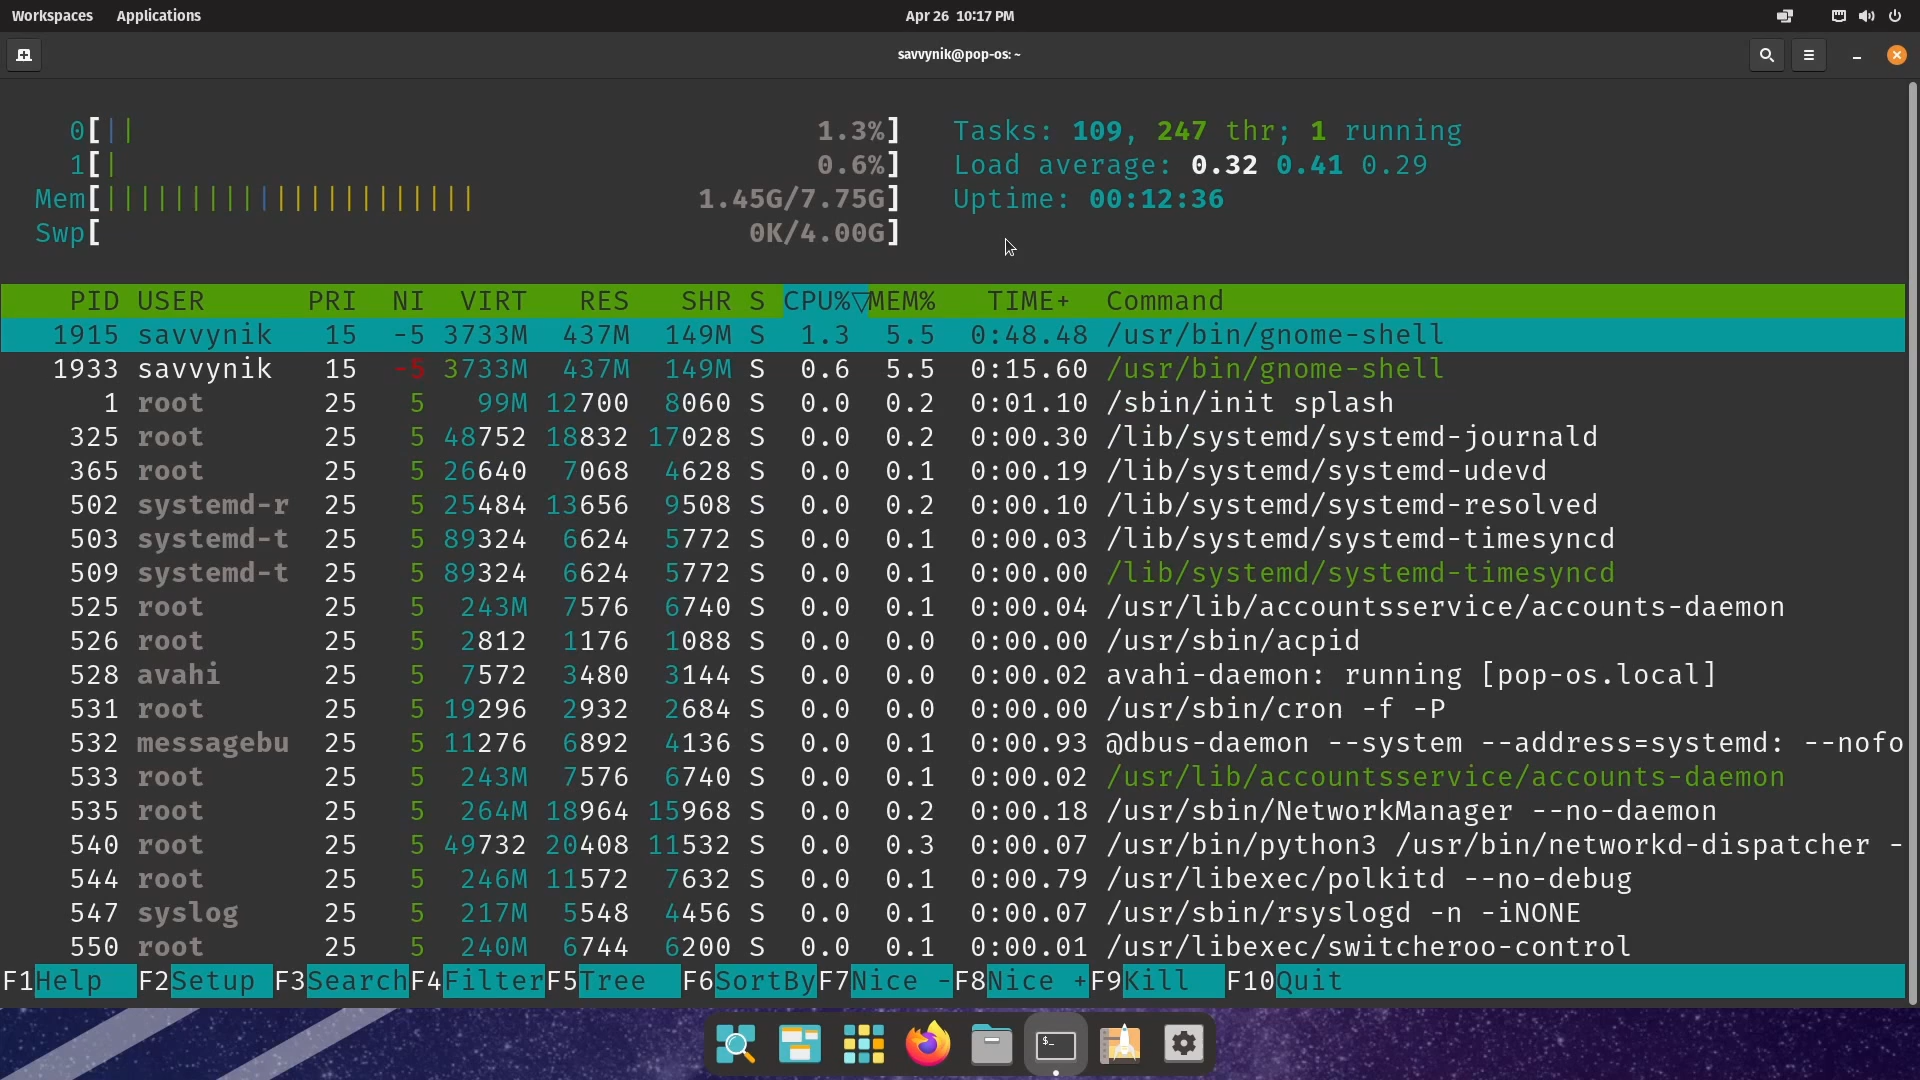 Workspaces Applications Apr 26 10:17 PM
savvynik@pop-os: ~
0[|| 1.3%] Tasks: 109, 247 thr; 1 running
1[| 0.6%] Load average: 0.32 0.41 0.29
Mem[|||||||||||||||||||||| 1.45G/7.75G] Uptime: 00:12:36
Swp[ 0K/4.00G]
PID USER PRI NI VIRT RES SHR S CPU%▽MEM% TIME+ Command
1915 savvynik 15 -5 3733M 437M 149M S 1.3 5.5 0:48.48 /usr/bin/gnome-shell
1933 savvynik 15 -5 3733M 437M 149M S 0.6 5.5 0:15.60 /usr/bin/gnome-shell
1 root 25 5 99M 12700 8060 S 0.0 0.2 0:01.10 /sbin/init splash
325 root 25 5 48752 18832 17028 S 0.0 0.2 0:00.30 /lib/systemd/systemd-journald
365 root 25 5 26640 7068 4628 S 0.0 0.1 0:00.19 /lib/systemd/systemd-udevd
502 systemd-r 25 5 25484 13656 9508 S 0.0 0.2 0:00.10 /lib/systemd/systemd-resolved
503 systemd-t 25 5 89324 6624 5772 S 0.0 0.1 0:00.03 /lib/systemd/systemd-timesyncd
509 systemd-t 25 5 89324 6624 5772 S 0.0 0.1 0:00.00 /lib/systemd/systemd-timesyncd
525 root 25 5 243M 7576 6740 S 0.0 0.1 0:00.04 /usr/lib/accountsservice/accounts-daemon
526 root 25 5 2812 1176 1088 S 0.0 0.0 0:00.00 /usr/sbin/acpid
528 avahi 25 5 7572 3480 3144 S 0.0 0.0 0:00.02 avahi-daemon: running [pop-os.local]
531 root 25 5 19296 2932 2684 S 0.0 0.0 0:00.00 /usr/sbin/cron -f -P
532 messagebu 25 5 11276 6892 4136 S 0.0 0.1 0:00.93 @dbus-daemon --system --address=systemd: --nofo
533 root 25 5 243M 7576 6740 S 0.0 0.1 0:00.02 /usr/lib/accountsservice/accounts-daemon
535 root 25 5 264M 18964 15968 S 0.0 0.2 0:00.18 /usr/sbin/NetworkManager --no-daemon
540 root 25 5 49732 20408 11532 S 0.0 0.3 0:00.07 /usr/bin/python3 /usr/bin/networkd-dispatcher -
544 root 25 5 246M 11572 7632 S 0.0 0.1 0:00.79 /usr/libexec/polkitd --no-debug
547 syslog 25 5 217M 5548 4456 S 0.0 0.1 0:00.07 /usr/sbin/rsyslogd -n -iNONE
550 root 25 5 240M 6744 6200 S 0.0 0.1 0:00.01 /usr/libexec/switcheroo-control
F1Help F2Setup F3SearchF4FilterF5Tree F6SortByF7Nice -F8Nice +F9Kill F10Quit
$_